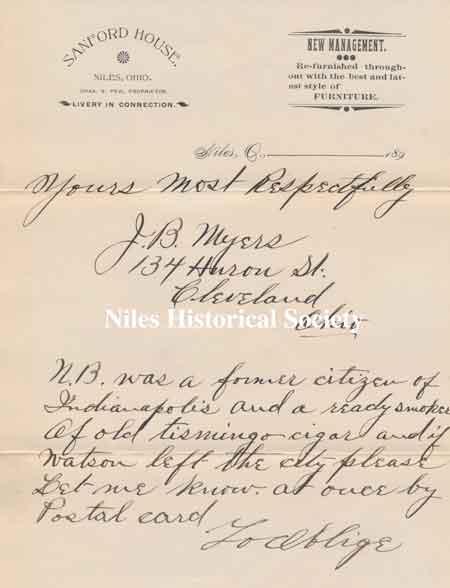 SANFORD HOUSE,
NILES, OHIO.
CHAS. S. PEW, PROPRIETOR.
LIVERY IN CONNECTION.
NEW MANAGEMENT.
Re-furnished through-
out with the best and lat-
est style of
FURNITURE.
Niles, O., 189
Yours Most Respectfully
J. B. Myers
134 Huron St.
Cleveland
Ohio
Niles Historical Society
N.B. was a former citizen of
Indianapolis and a ready smoker
Of old tismingo cigar and if
Watson left the city please
Let me know. at once by
Postal card
To Oblige